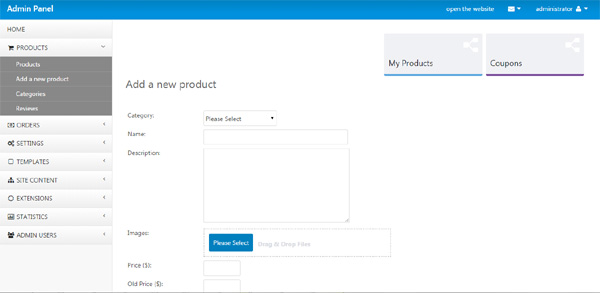 Admin Panel
open the website
administrator
HOME
PRODUCTS
Products
Add a new product
Categories
Reviews
ORDERS
SETTINGS
TEMPLATES
SITE CONTENT
EXTENSIONS
STATISTICS
ADMIN USERS
My Products
Coupons
Add a new product
Category:
Please Select
Name:
Description:
Images:
Please Select
Drag & Drop Files
Price ($):
Old Price ($):